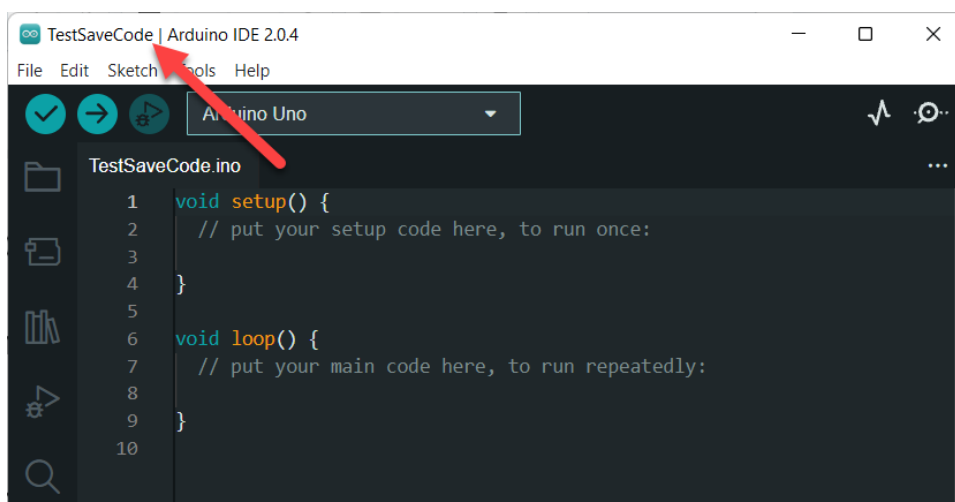 TestSaveCode | Arduino IDE 2.0.4
File Edit Sketch Help
Uno
TestSaveCode.ino
1 void setup() {
2 // put your setup code here, to run once:
3
4 }
5
6 void loop() {
7 // put your main code here, to run repeatedly:
8
9 }
10